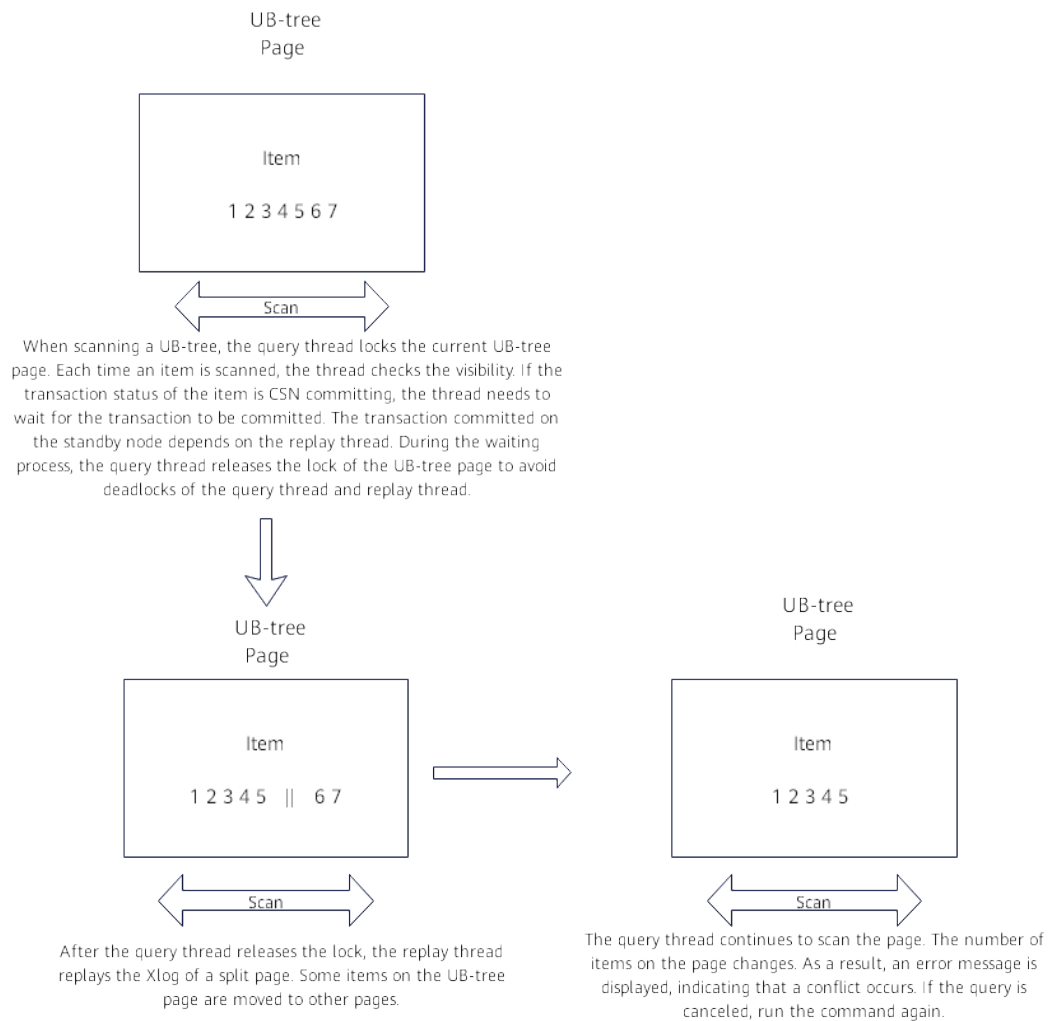 UB-tree
Page
Item
1 2 3 4 5 6 7
Scan
When scanning a UB-tree, the query thread locks the current UB-tree
page. Each time an item is scanned, the thread checks the visibility. If the
transaction status of the item is CSN committing, the thread needs to
wait for the transaction to be committed. The transaction committed on
the standby node depends on the replay thread. During the waiting
process, the query thread releases the lock of the UB-tree page to avoid
deadlocks of the query thread and replay thread.
UB-tree
Page
Item
1 2 3 4 5 || 6 7
Scan
After the query thread releases the lock, the replay thread
replays the Xlog of a split page. Some items on the UB-tree
page are moved to other pages.
UB-tree
Page
Item
1 2 3 4 5
Scan
The query thread continues to scan the page. The number of
items on the page changes. As a result, an error message is
displayed, indicating that a conflict occurs. If the query is
canceled, run the command again.